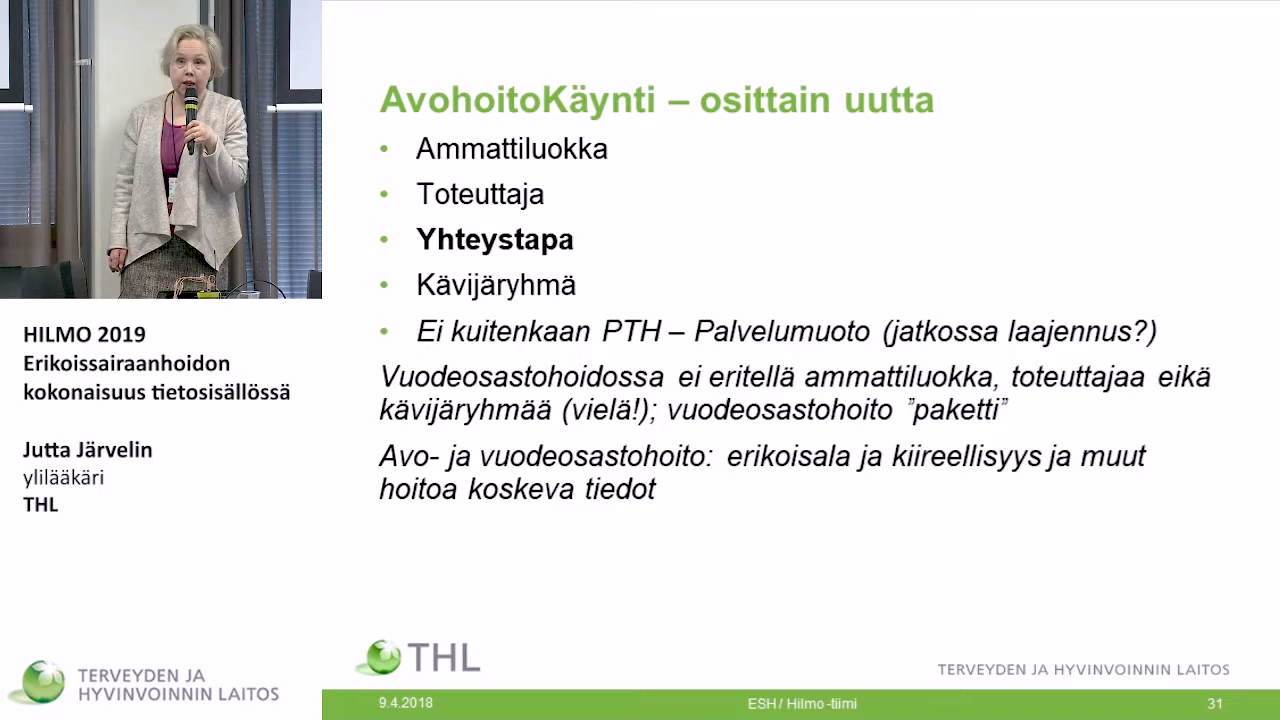 HILMO 2019
Erikoissairaanhoidon
kokonaisuus tietosisällössä
Jutta Järvelin
ylilääkäri
THL
TERVEYDEN JA
HYVINVOINNIN LAITOS
AvohoitoKäynti – osittain uutta
• Ammattiluokka
• Toteuttaja
• Yhteystapa
• Kävijäryhmä
• Ei kuitenkaan PTH – Palvelumuoto (jatkossa laajennus?)
Vuodeosastohoidossa ei eritellä ammattiluokka, toteuttajaa eikä
kävijäryhmää (vielä!); vuodeosastohoito ”paketti”
Avo- ja vuodeosastohoito: erikoisala ja kiireellisyys ja muut
hoitoa koskeva tiedot
THL
TERVEYDEN JA HYVINVOINNIN LAITOS
9.4.2018
ESH / Hilmo -tiimi
31